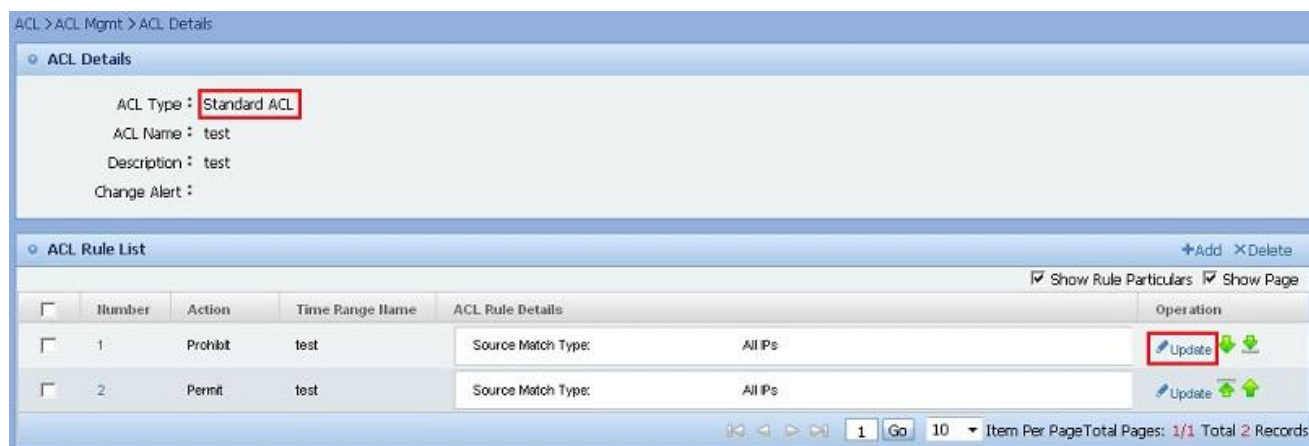 ACL > ACL Mgmt > ACL Details
ACL Details
ACL Type : Standard ACL
ACL Name : test
Description : test
Change Alert :
ACL Rule List +Add ×Delete
Show Rule Particulars Show Page
Number Action Time Range Name ACL Rule Details Operation
1 Prohibit test Source Match Type: All IPs Update
2 Permit test Source Match Type: All IPs Update
1 Go 10 Item Per PageTotal Pages: 1/1 Total 2 Records